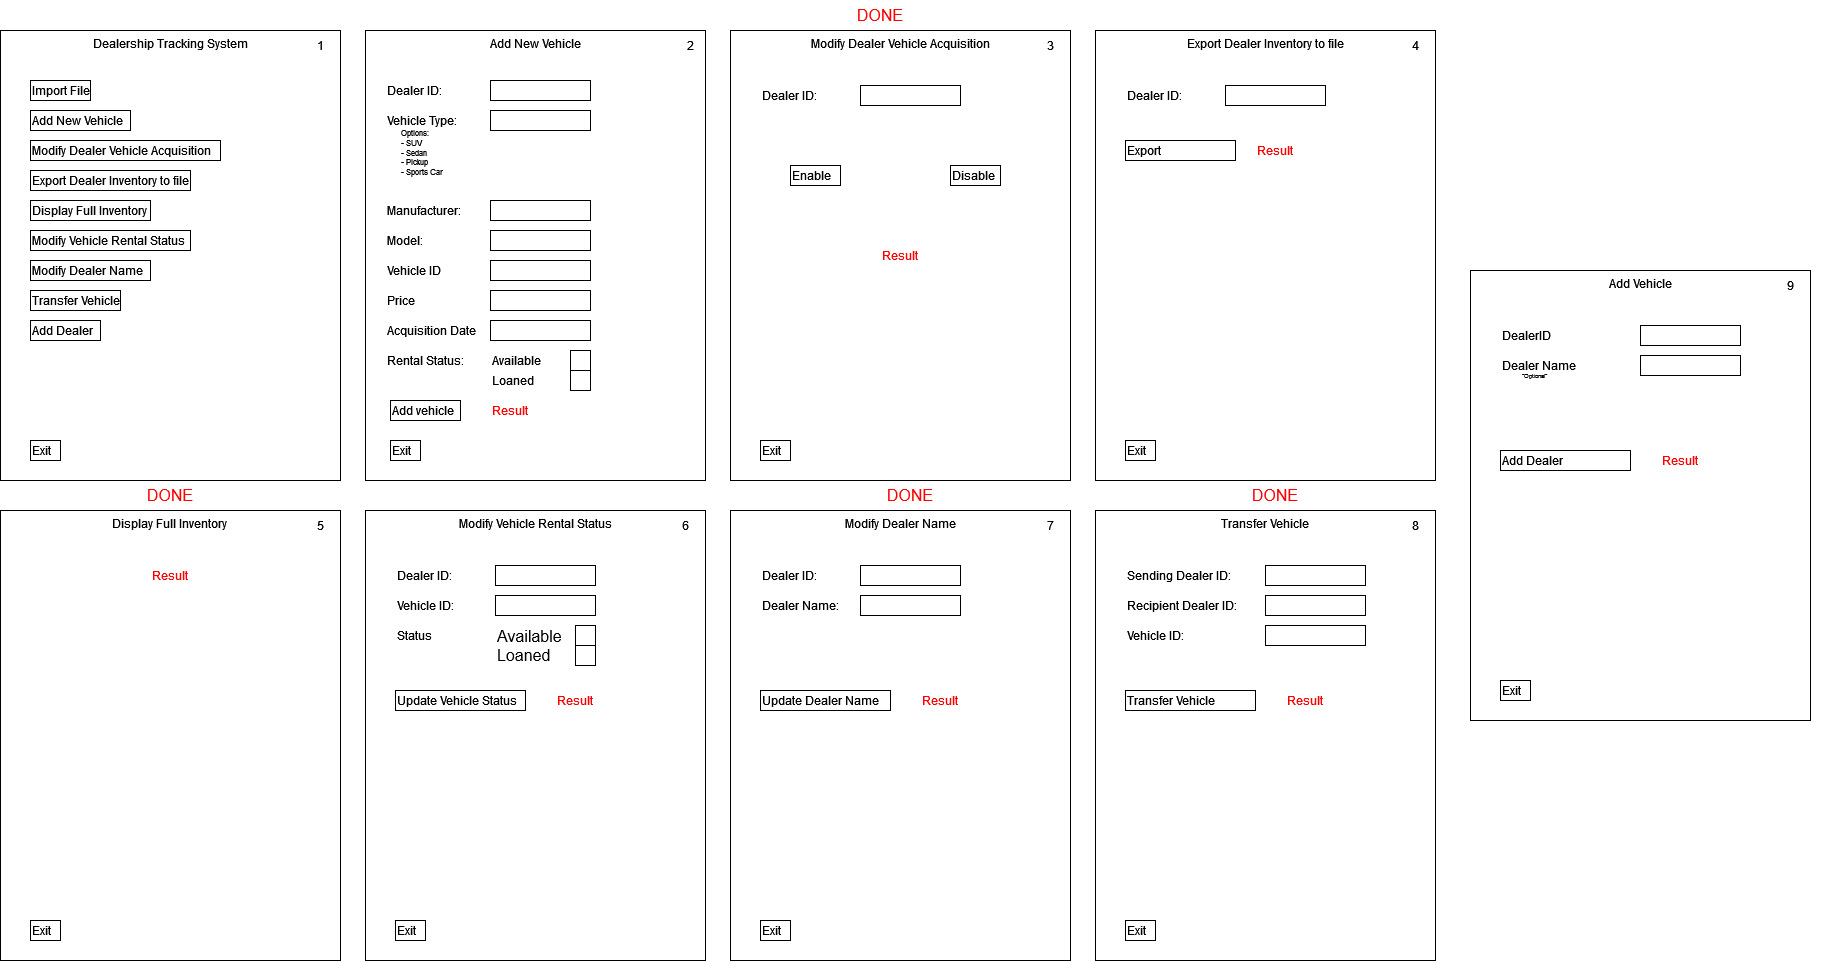 DONE
Dealership Tracking System 1
Import File
Add New Vehicle
Modify Dealer Vehicle Acquisition
Export Dealer Inventory to file
Display Full Inventory
Modify Vehicle Rental Status
Modify Dealer Name
Transfer Vehicle
Add Dealer
Exit
Add New Vehicle 2
Dealer ID:
Vehicle Type:
Options:
- SUV
- Sedan
- Pickup
- Sports Car
Manufacturer:
Model:
Vehicle ID
Price
Acquisition Date
Rental Status: Available
Loaned
Add vehicle Result
Exit
Modify Dealer Vehicle Acquisition 3
Dealer ID:
Enable Disable
Result
Exit
Export Dealer Inventory to file 4
Dealer ID:
Export Result
Exit
DONE
Display Full Inventory 5
Result
Exit
Modify Vehicle Rental Status 6
Dealer ID:
Vehicle ID:
Status Available
Loaned
Update Vehicle Status Result
Exit
DONE
Modify Dealer Name 7
Dealer ID:
Dealer Name:
Update Dealer Name Result
Exit
DONE
Transfer Vehicle 8
Sending Dealer ID:
Recipient Dealer ID:
Vehicle ID:
Transfer Vehicle Result
Exit
Add Vehicle 9
DealerID
Dealer Name
"Optional"
Add Dealer Result
Exit